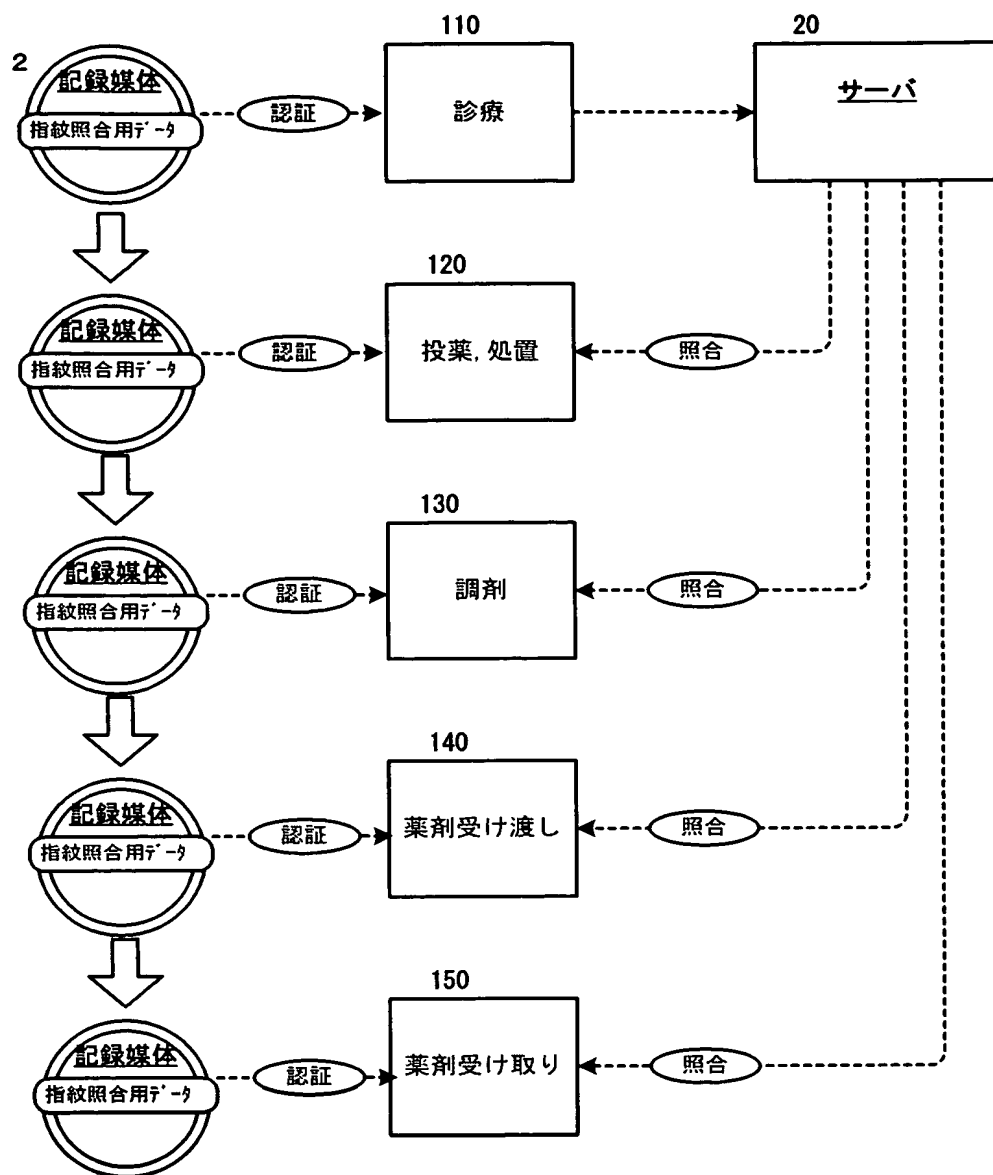 110
20
2
記録媒体
指紋照合用ﾃﾞｰﾀ
認証
診療
サーバ
120
記録媒体
指紋照合用ﾃﾞｰﾀ
認証
投薬, 処置
照合
130
記録媒体
指紋照合用ﾃﾞｰﾀ
認証
調剤
照合
140
記録媒体
指紋照合用ﾃﾞｰﾀ
認証
薬剤受け渡し
照合
150
記録媒体
指紋照合用ﾃﾞｰﾀ
認証
薬剤受け取り
照合